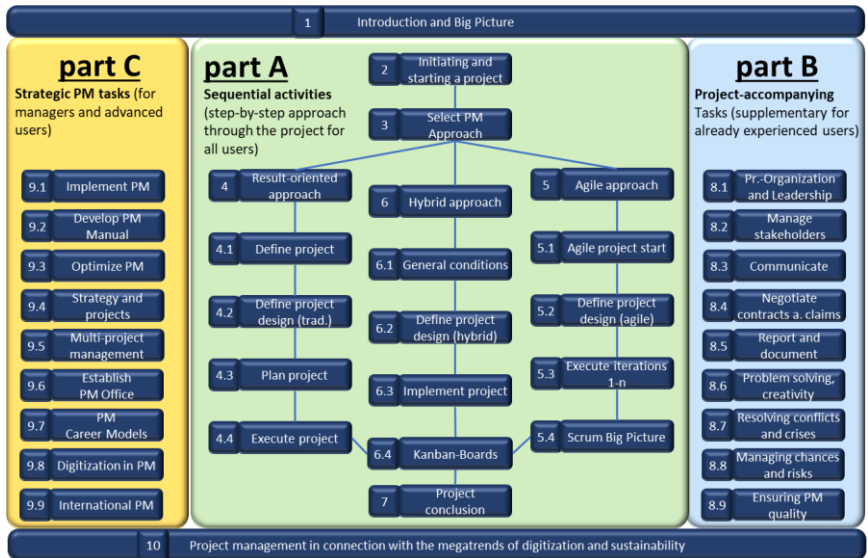 1 Introduction and Big Picture
part C
Strategic PM tasks (for
managers and advanced
users)
9.1 Implement PM
9.2 Develop PM
Manual
9.3 Optimize PM
9.4 Strategy and
projects
9.5 Multi-project
management
9.6 Establish
PM Office
9.7 PM
Career Models
9.8 Digitization in PM
9.9 International PM
part A
Sequential activities
(step-by-step approach
through the project for
all users)
2 Initiating and
starting a project
3 Select PM
Approach
4 Result-oriented
approach
4.1 Define project
4.2 Define project
design (trad.)
4.3 Plan project
4.4 Execute project
6 Hybrid approach
6.1 General conditions
6.2 Define project
design (hybrid)
6.3 Implement project
6.4 Kanban-Boards
5 Agile approach
5.1 Agile project start
5.2 Define project
design (agile)
5.3 Execute iterations
1-n
5.4 Scrum Big Picture
7 Project
conclusion
part B
Project-accompanying
Tasks (supplementary for
already experienced users)
8.1 Pr.-Organization
and Leadership
8.2 Manage
stakeholders
8.3 Communicate
8.4 Negotiate
contracts a. claims
8.5 Report and
document
8.6 Problem solving,
creativity
8.7 Resolving conflicts
and crises
8.8 Managing chances
and risks
8.9 Ensuring PM
quality
10 Project management in connection with the megatrends of digitization and sustainability